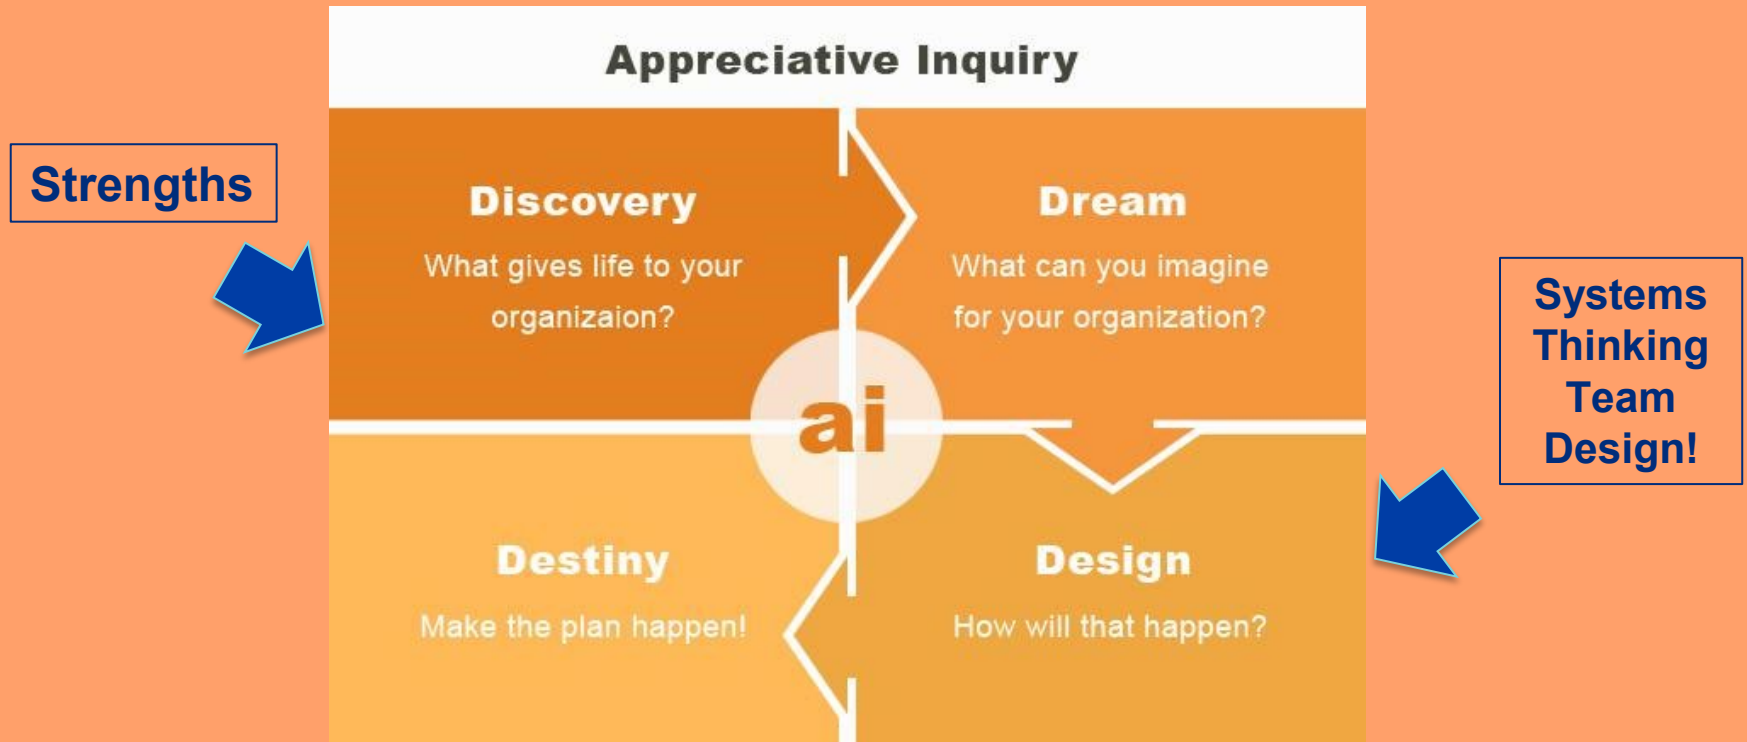 Appreciative Inquiry
Strengths
Discovery
What gives life to your
organizaion?
Dream
What can you imagine
for your organization?
Systems
Thinking
Team
Design!
ai
Destiny
Make the plan happen!
Design
How will that happen?